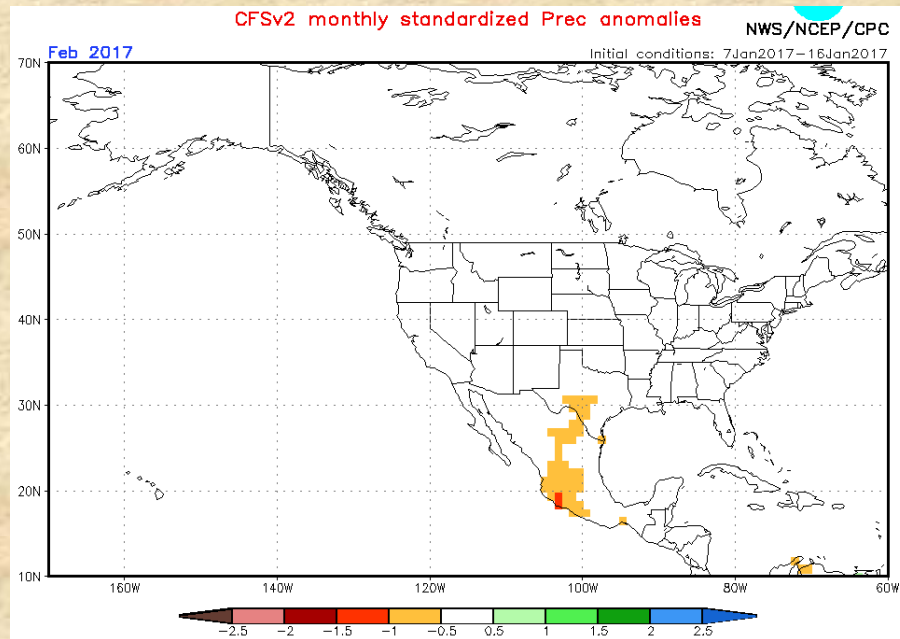 CFSv2 monthly standardized Prec anomalies
NWS/NCEP/CPC
Feb 2017
Initial conditions: 7Jan2017-16Jan2017
70N
60N
50N
40N
30N
20N
10N
160W 140W 120W 100W 80W 60W
-2.5 -2 -1.5 -1 -0.5 0.5 1 1.5 2 2.5